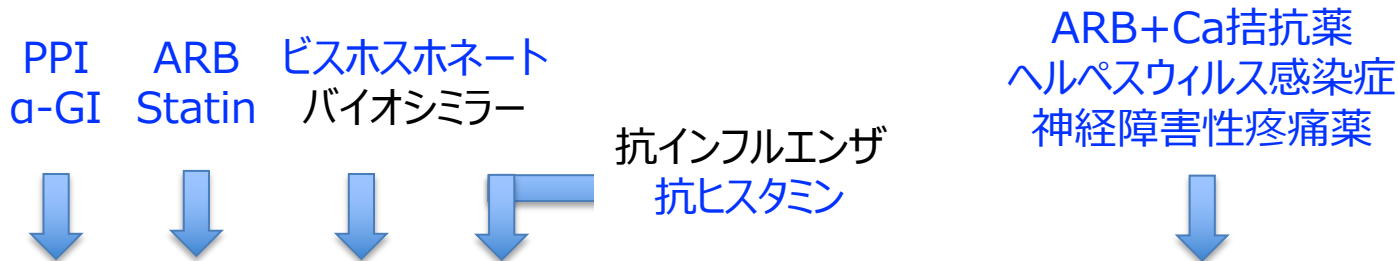 PPI
α-GI
ARB
Statin
ビスホスホネート
バイオシミラー
抗インフルエンザ
抗ヒスタミン
ARB+Ca拮抗薬
ヘルペスウィルス感染症
神経障害性疼痛薬